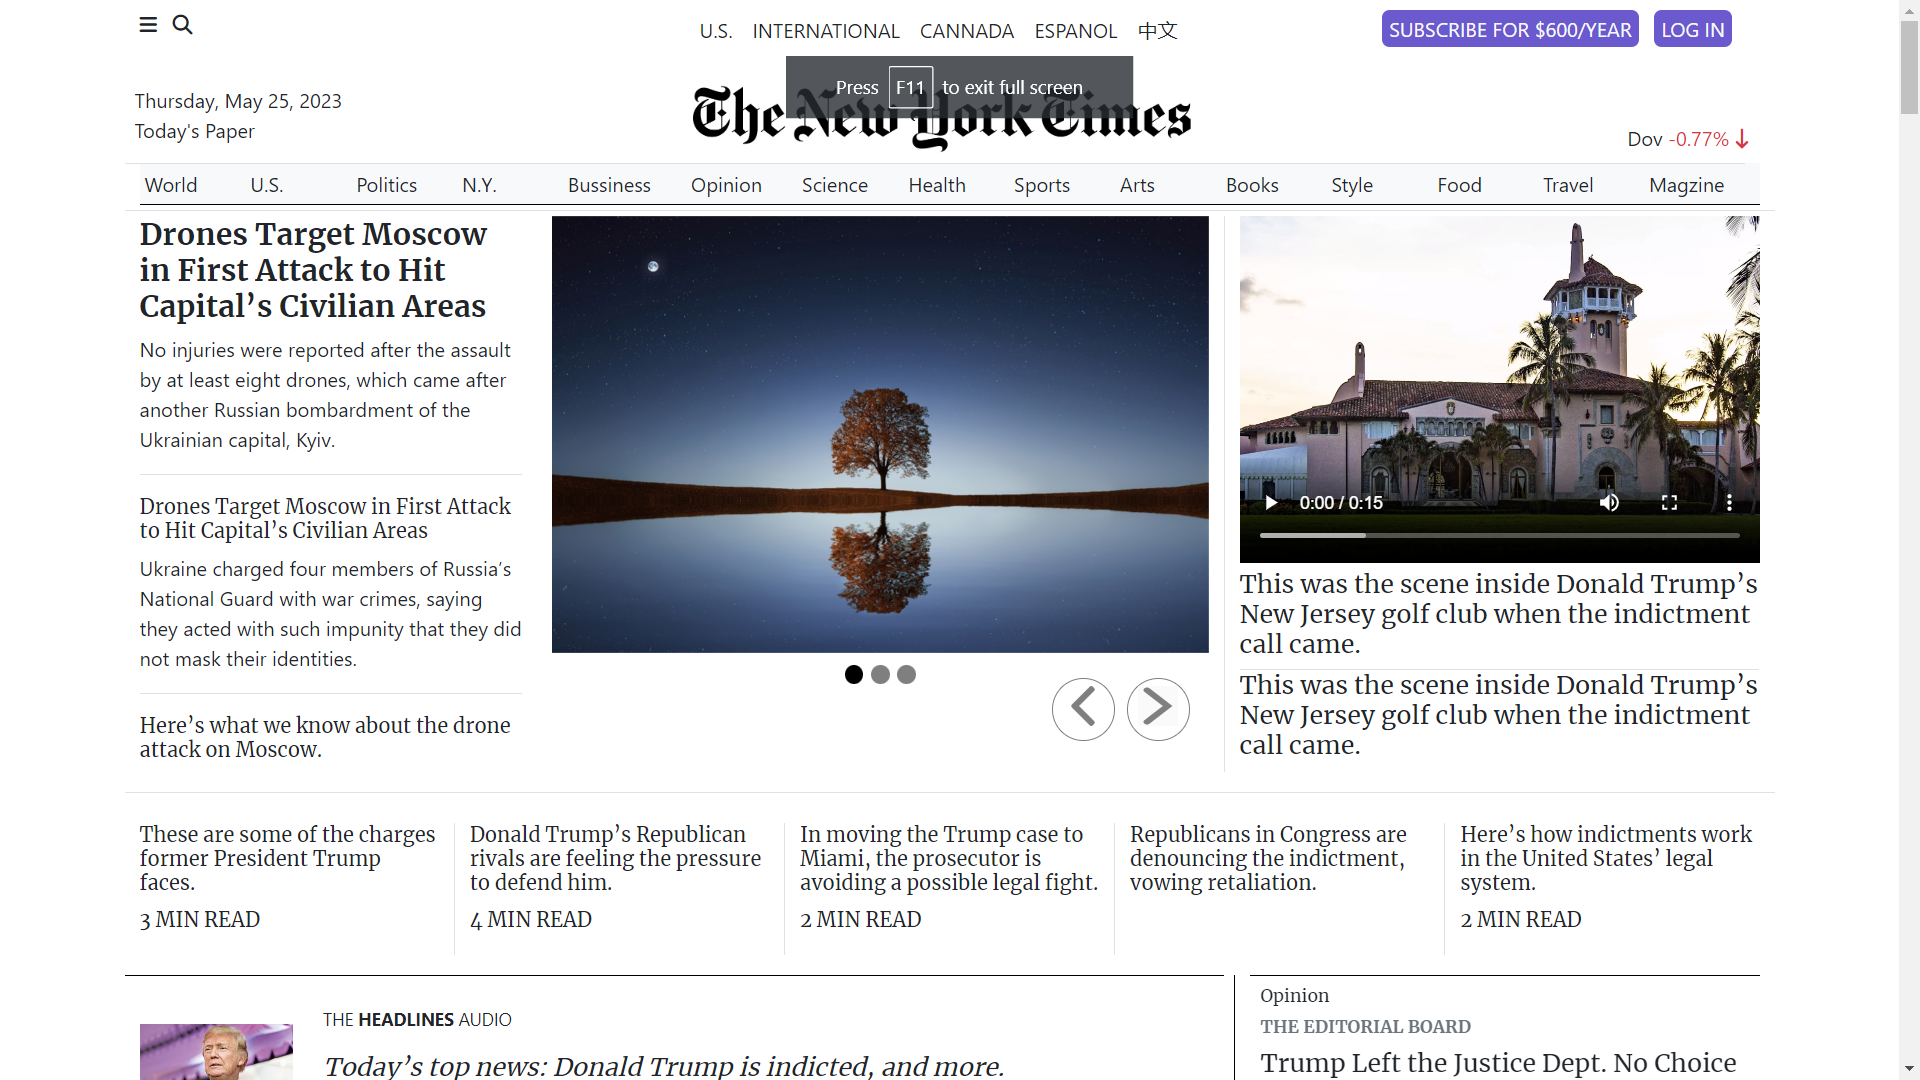 U.S. INTERNATIONAL CANNADA ESPANOL 中文
SUBSCRIBE FOR $600/YEAR LOG IN
Press F11 to exit full screen
Thursday, May 25, 2023
Today's Paper
The New York Times
Dov -0.77%
World U.S. Politics N.Y. Bussiness Opinion Science Health Sports Arts Books Style Food Travel Magzine
Drones Target Moscow
in First Attack to Hit
Capital’s Civilian Areas
No injuries were reported after the assault
by at least eight drones, which came after
another Russian bombardment of the
Ukrainian capital, Kyiv.
Drones Target Moscow in First Attack
to Hit Capital’s Civilian Areas
Ukraine charged four members of Russia’s
National Guard with war crimes, saying
they acted with such impunity that they did
not mask their identities.
Here’s what we know about the drone
attack on Moscow.
0:00 / 0:15
This was the scene inside Donald Trump’s
New Jersey golf club when the indictment
call came.
This was the scene inside Donald Trump’s
New Jersey golf club when the indictment
call came.
These are some of the charges
former President Trump
faces.
3 MIN READ
Donald Trump’s Republican
rivals are feeling the pressure
to defend him.
4 MIN READ
In moving the Trump case to
Miami, the prosecutor is
avoiding a possible legal fight.
2 MIN READ
Republicans in Congress are
denouncing the indictment,
vowing retaliation.
Here’s how indictments work
in the United States’ legal
system.
2 MIN READ
THE HEADLINES AUDIO
Today’s top news: Donald Trump is indicted, and more.
Opinion
THE EDITORIAL BOARD
Trump Left the Justice Dept. No Choice